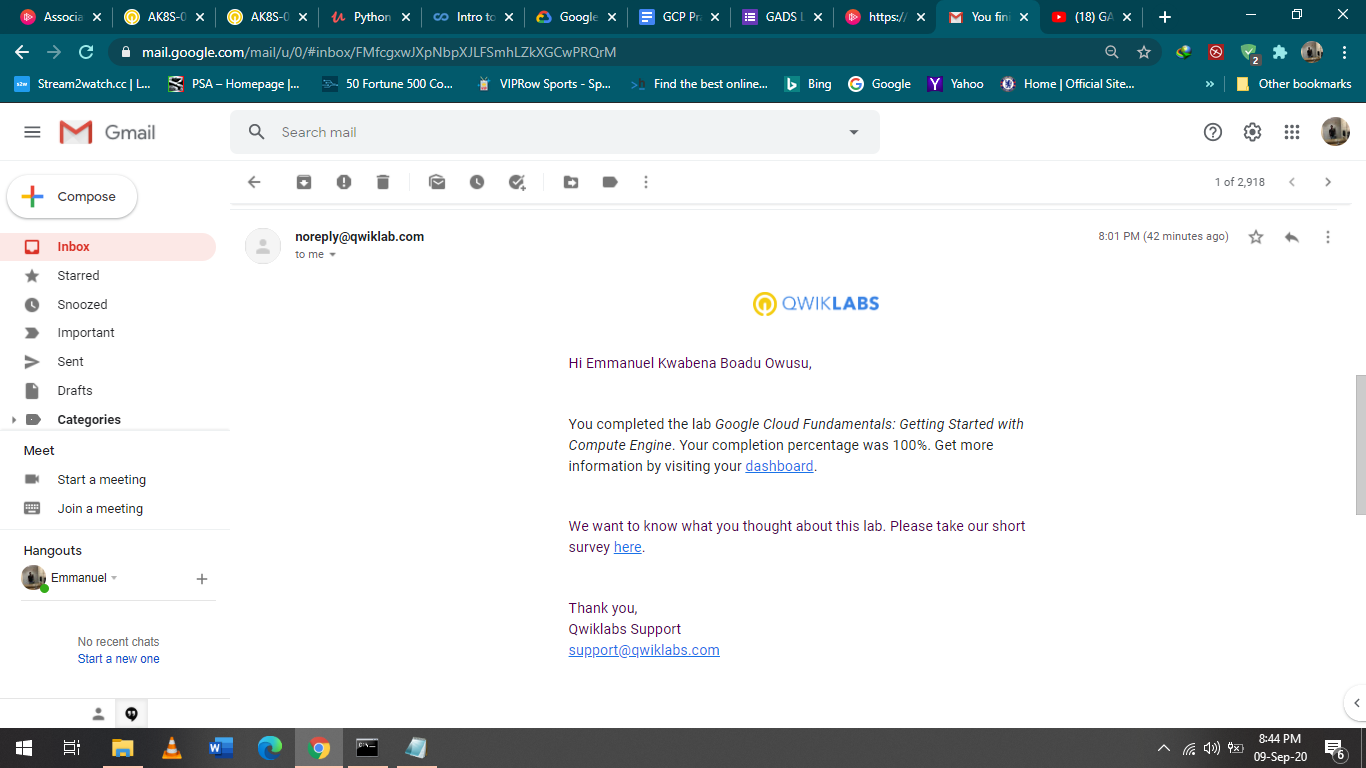 Associa
AK8S-0
AK8S-0
Python
Intro to
Google
GCP Pra
GADS L
https://
You fini
(18) GA
mail.google.com/mail/u/0/#inbox/FMfcgxwJXpNbpXJLFSmhLZkXGCwPRQrM
2
Stream2watch.cc | L...
PSA – Homepage |...
50 Fortune 500 Co...
VIPRow Sports - Sp...
Find the best online...
Bing
Google
Yahoo
Home | Official Site...
»
Other bookmarks
Gmail
Search mail
Compose
1 of 2,918
Inbox
Starred
Snoozed
Important
Sent
Drafts
Categories
Meet
Start a meeting
Join a meeting
Hangouts
Emmanuel
No recent chats
Start a new one
noreply@qwiklab.com
8:01 PM (42 minutes ago)
to me
QWIKLABS
Hi Emmanuel Kwabena Boadu Owusu,
You completed the lab Google Cloud Fundamentals: Getting Started with
Compute Engine. Your completion percentage was 100%. Get more
information by visiting your dashboard.
We want to know what you thought about this lab. Please take our short
survey here.
Thank you,
Qwiklabs Support
support@qwiklabs.com
8:44 PM
09-Sep-20
6